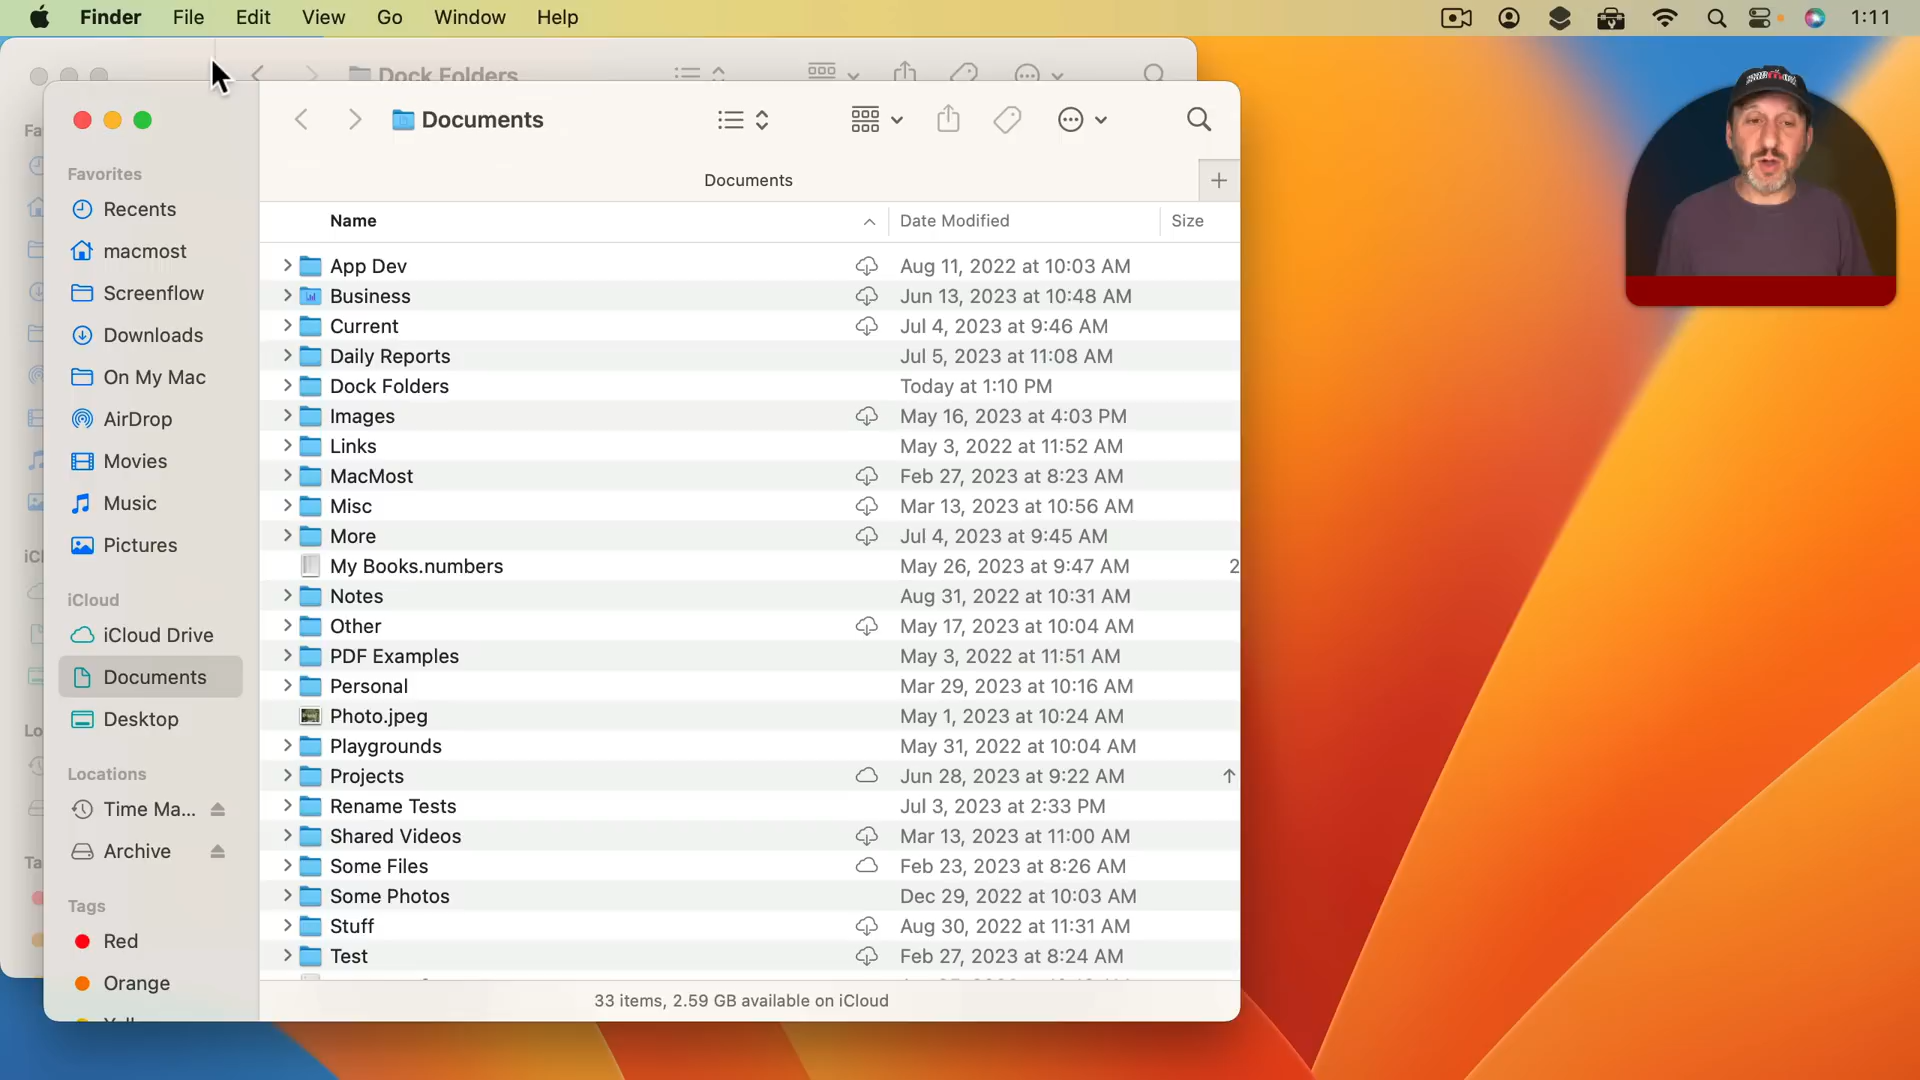 Finder File Edit View Go Window Help 1:11
Dock Folders
Documents
Documents
Favorites
Recents
macmost
Screenflow
Downloads
On My Mac
AirDrop
Movies
Music
Pictures
iCloud
iCloud Drive
Documents
Desktop
Locations
Time Ma...
Archive
Tags
Red
Orange
Name Date Modified Size
App Dev Aug 11, 2022 at 10:03 AM
Business Jun 13, 2023 at 10:48 AM
Current Jul 4, 2023 at 9:46 AM
Daily Reports Jul 5, 2023 at 11:08 AM
Dock Folders Today at 1:10 PM
Images May 16, 2023 at 4:03 PM
Links May 3, 2022 at 11:52 AM
MacMost Feb 27, 2023 at 8:23 AM
Misc Mar 13, 2023 at 10:56 AM
More Jul 4, 2023 at 9:45 AM
My Books.numbers May 26, 2023 at 9:47 AM 2
Notes Aug 31, 2022 at 10:31 AM
Other May 17, 2023 at 10:04 AM
PDF Examples May 3, 2022 at 11:51 AM
Personal Mar 29, 2023 at 10:16 AM
Photo.jpeg May 1, 2023 at 10:24 AM
Playgrounds May 31, 2022 at 10:04 AM
Projects Jun 28, 2023 at 9:22 AM
Rename Tests Jul 3, 2023 at 2:33 PM
Shared Videos Mar 13, 2023 at 11:00 AM
Some Files Feb 23, 2023 at 8:26 AM
Some Photos Dec 29, 2022 at 10:03 AM
Stuff Aug 30, 2022 at 11:31 AM
Test Feb 27, 2023 at 8:24 AM
33 items, 2.59 GB available on iCloud